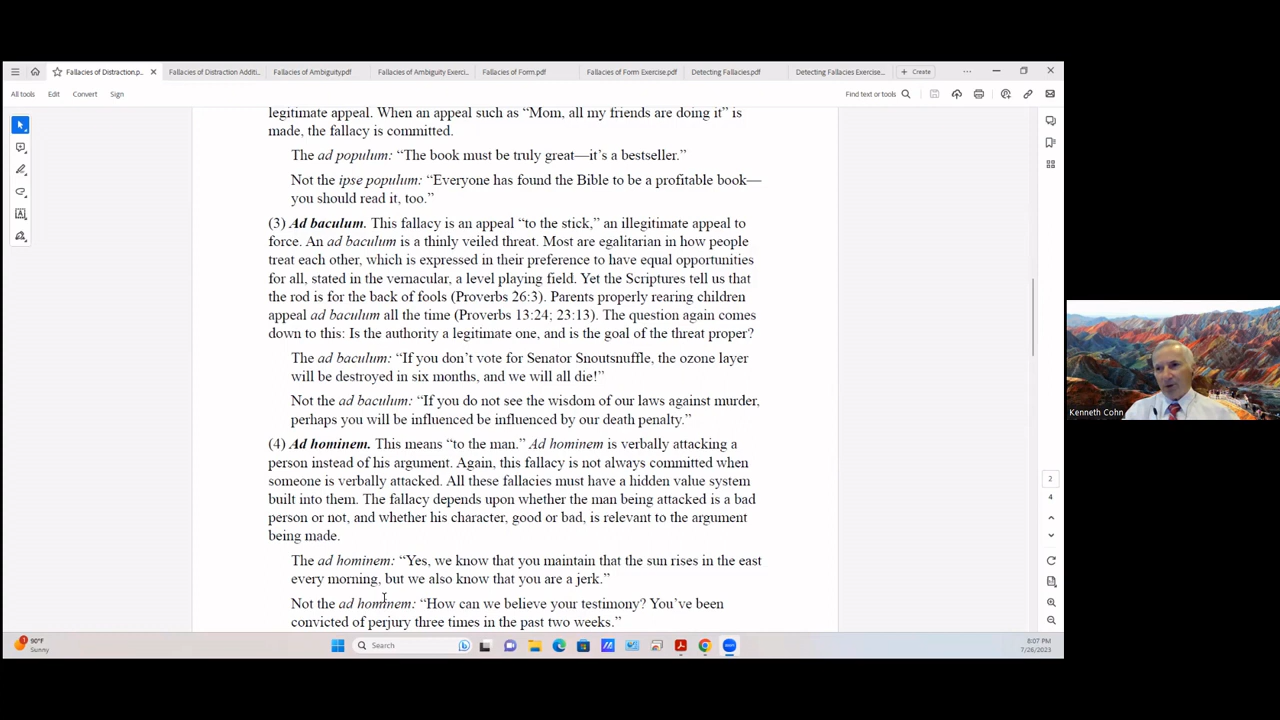 Fallacies of Distraction.p... Fallacies of Distraction Additi... Fallacies of Ambiguity.pdf Fallacies of Ambiguity Exerci... Fallacies of Form.pdf Fallacies of Form Exercise.pdf Detecting Fallacies.pdf Detecting Fallacies Exercise... + Create
All tools Edit Convert Sign Find text or tools
legitimate appeal. When an appeal such as “Mom, all my friends are doing it” is
made, the fallacy is committed.
The ad populum: “The book must be truly great—it’s a bestseller.”
Not the ipse populum: “Everyone has found the Bible to be a profitable book—
you should read it, too.”
(3) Ad baculum. This fallacy is an appeal “to the stick,” an illegitimate appeal to
force. An ad baculum is a thinly veiled threat. Most are egalitarian in how people
treat each other, which is expressed in their preference to have equal opportunities
for all, stated in the vernacular, a level playing field. Yet the Scriptures tell us that
the rod is for the back of fools (Proverbs 26:3). Parents properly rearing children
appeal ad baculum all the time (Proverbs 13:24; 23:13). The question again comes
down to this: Is the authority a legitimate one, and is the goal of the threat proper?
The ad baculum: “If you don’t vote for Senator Snoutsnuffle, the ozone layer
will be destroyed in six months, and we will all die!”
Not the ad baculum: “If you do not see the wisdom of our laws against murder,
perhaps you will be influenced be influenced by our death penalty.”
(4) Ad hominem. This means “to the man.” Ad hominem is verbally attacking a
person instead of his argument. Again, this fallacy is not always committed when
someone is verbally attacked. All these fallacies must have a hidden value system
built into them. The fallacy depends upon whether the man being attacked is a bad
person or not, and whether his character, good or bad, is relevant to the argument
being made.
The ad hominem: “Yes, we know that you maintain that the sun rises in the east
every morning, but we also know that you are a jerk.”
Not the ad hominem: “How can we believe your testimony? You’ve been
convicted of perjury three times in the past two weeks.”
2
4
Kenneth Cohn
1
90°F
Sunny
Search
8:07 PM
7/26/2023